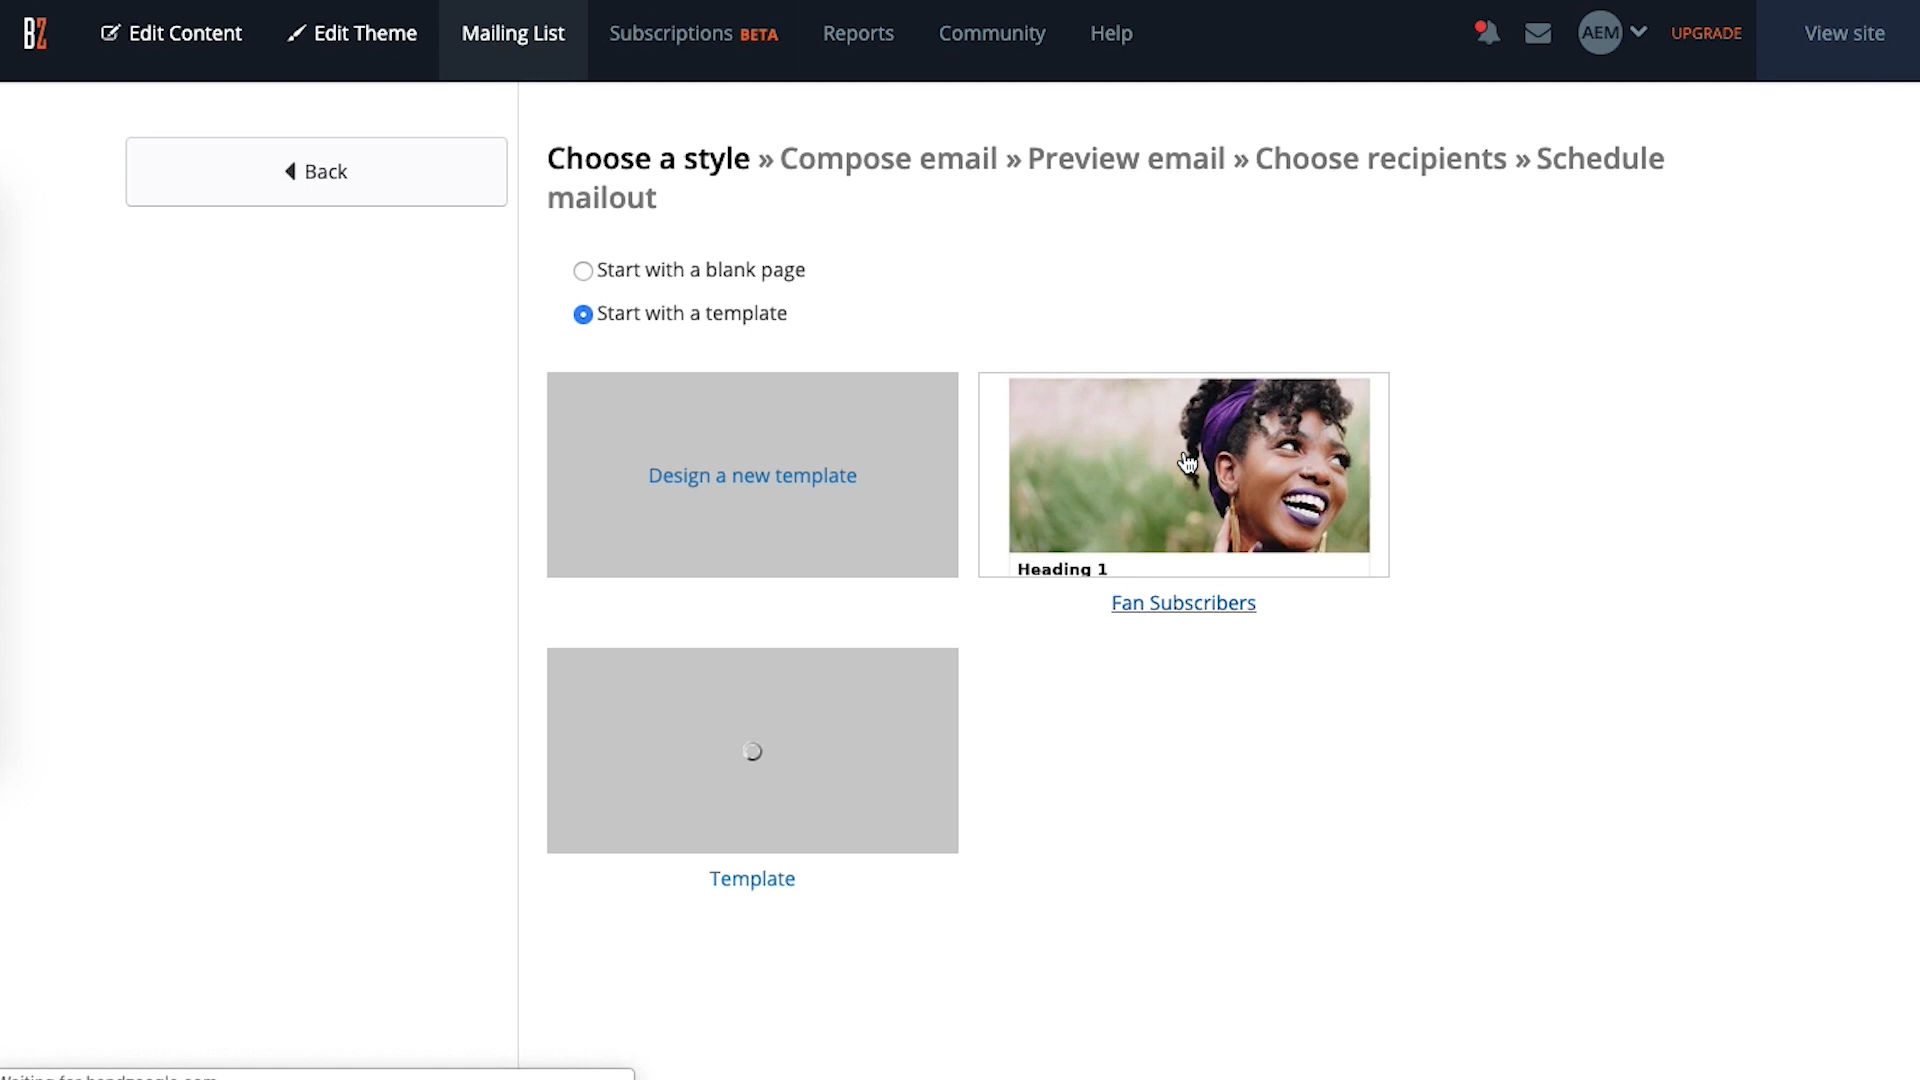 BZ
Edit Content
Edit Theme
Mailing List
Subscriptions BETA
Reports
Community
Help
AEM
UPGRADE
View site
Back
Choose a style » Compose email » Preview email » Choose recipients » Schedule
mailout
Start with a blank page
Start with a template
Design a new template
Heading 1
Fan Subscribers
Template